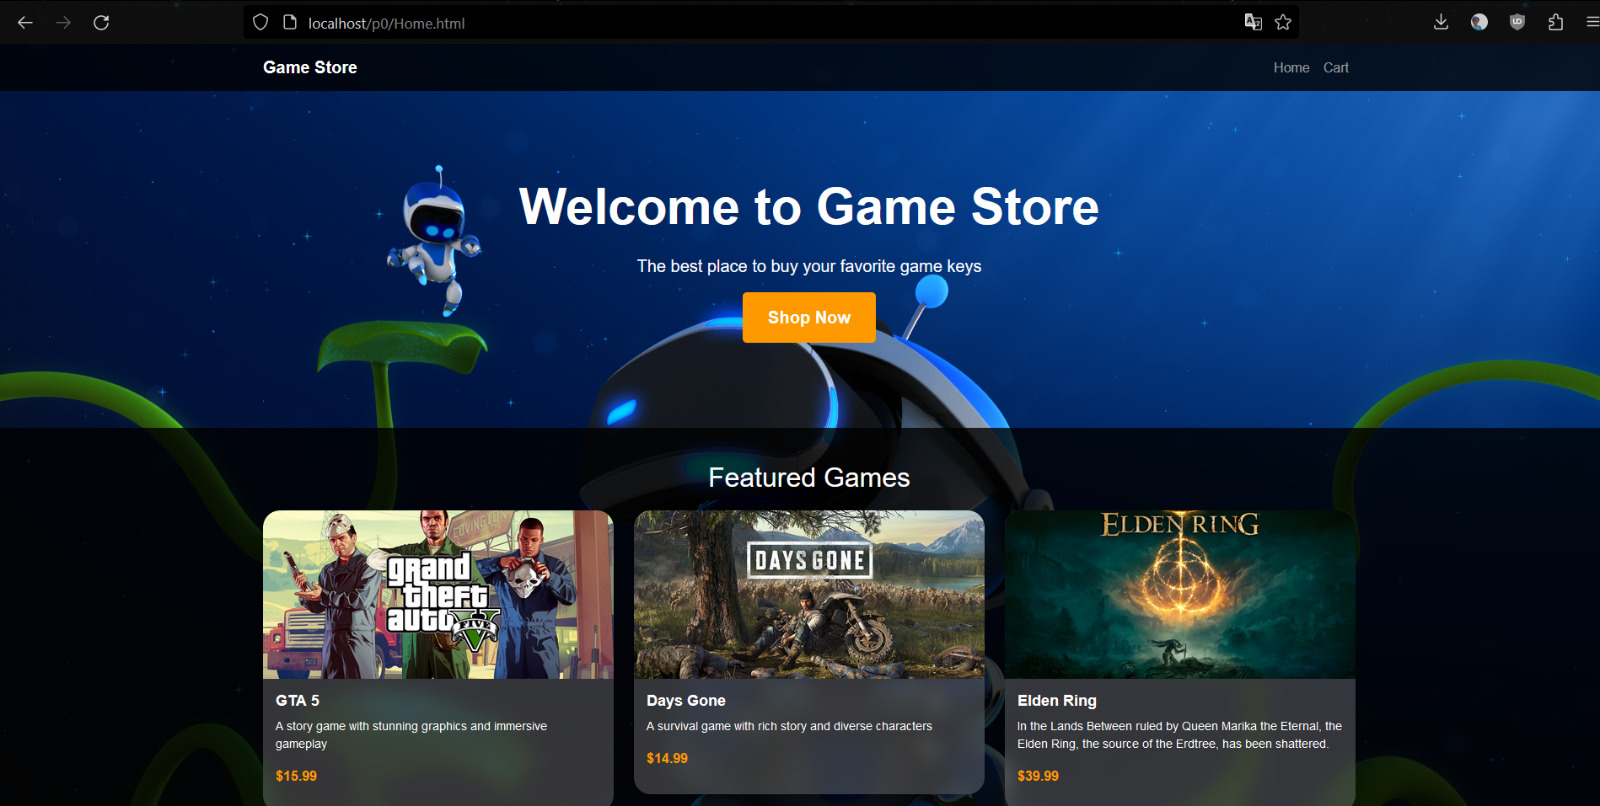 localhost/p0/Home.html
Game Store
Home Cart
Welcome to Game Store
The best place to buy your favorite game keys
Shop Now
Featured Games
COVINGTON
grand
theft
auto
V
FIVE
DAYS GONE
ELDEN RING
GTA 5
A story game with stunning graphics and immersive
gameplay
$15.99
Days Gone
A survival game with rich story and diverse characters
$14.99
Elden Ring
In the Lands Between ruled by Queen Marika the Eternal, the
Elden Ring, the source of the Erdtree, has been shattered.
$39.99